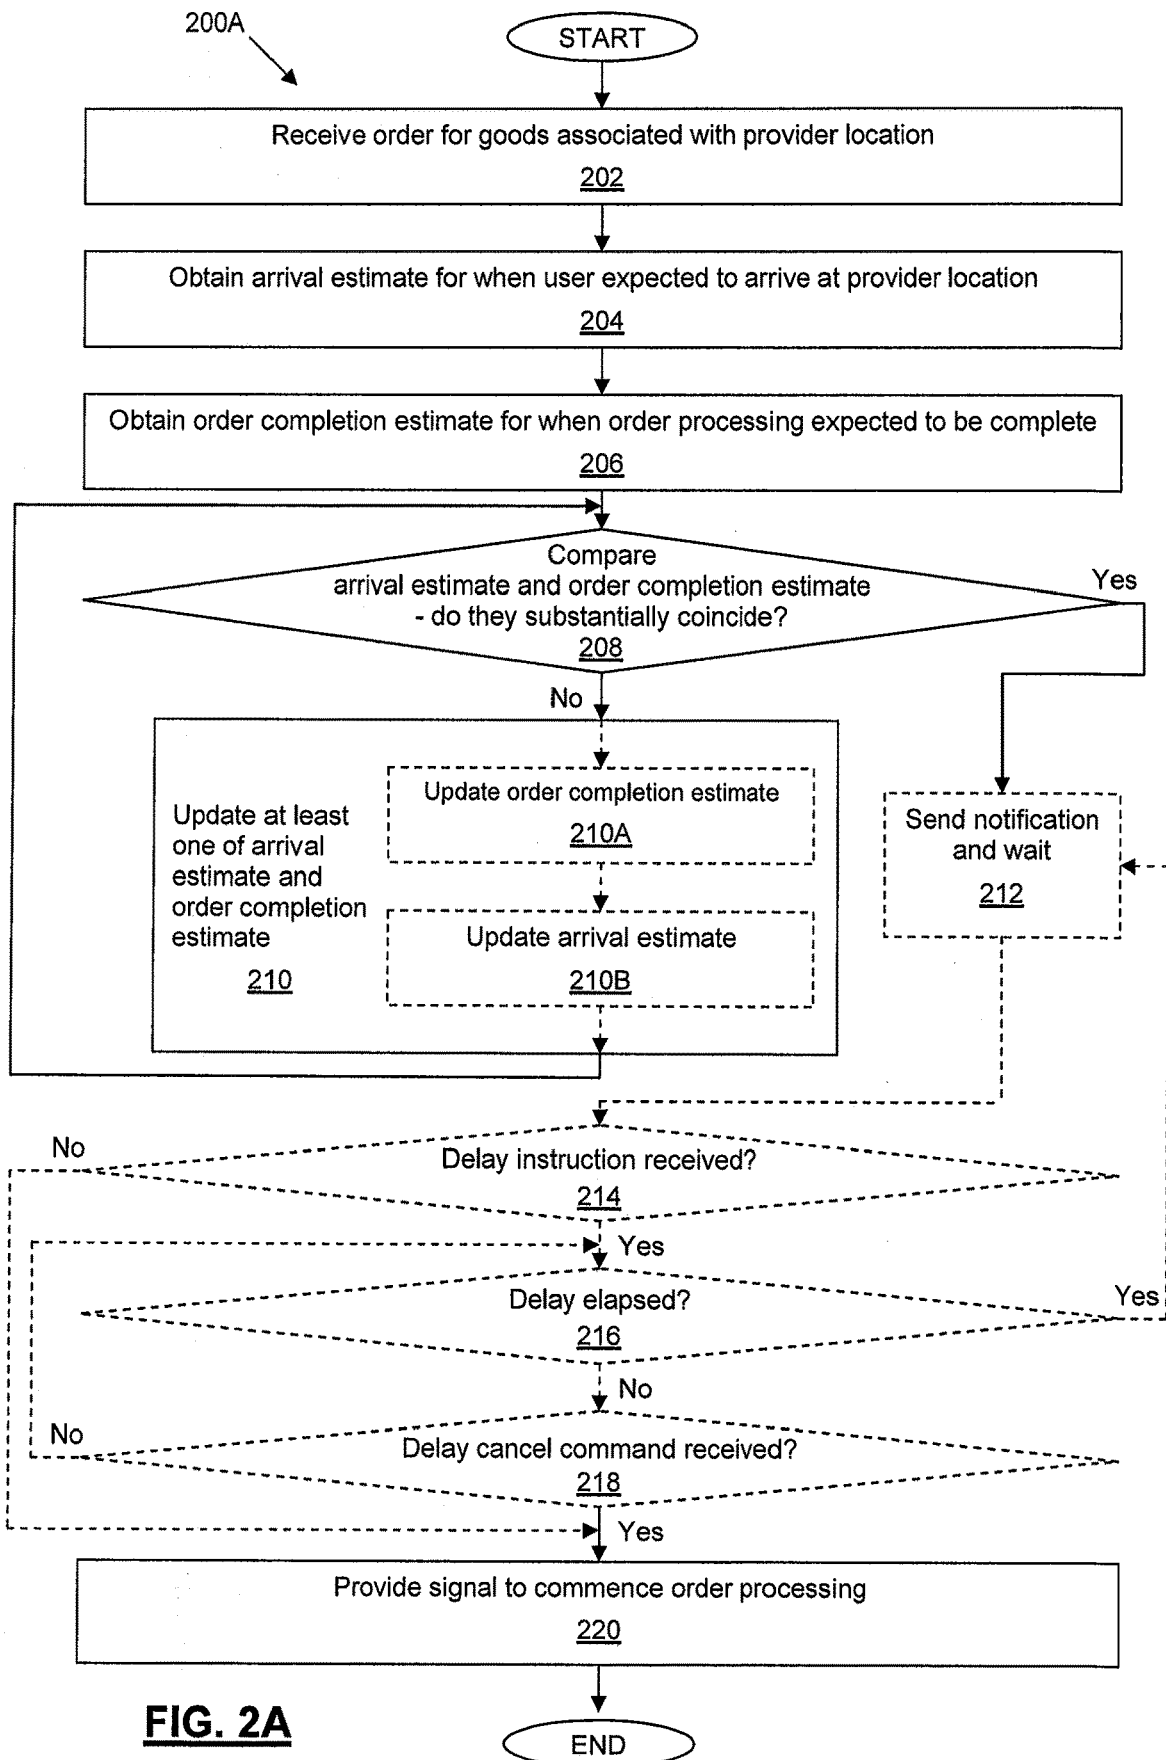 200A
START
Receive order for goods associated with provider location
202
Obtain arrival estimate for when user expected to arrive at provider location
204
Obtain order completion estimate for when order processing expected to be complete
206
Compare
arrival estimate and order completion estimate
- do they substantially coincide?
208
Yes
No
Update at least
one of arrival
estimate and
order completion
estimate
210
Update order completion estimate
210A
Update arrival estimate
210B
Send notification
and wait
212
No
Delay instruction received?
214
Yes
Delay elapsed?
216
Yes
No
No
Delay cancel command received?
218
Yes
Provide signal to commence order processing
220
FIG. 2A
END